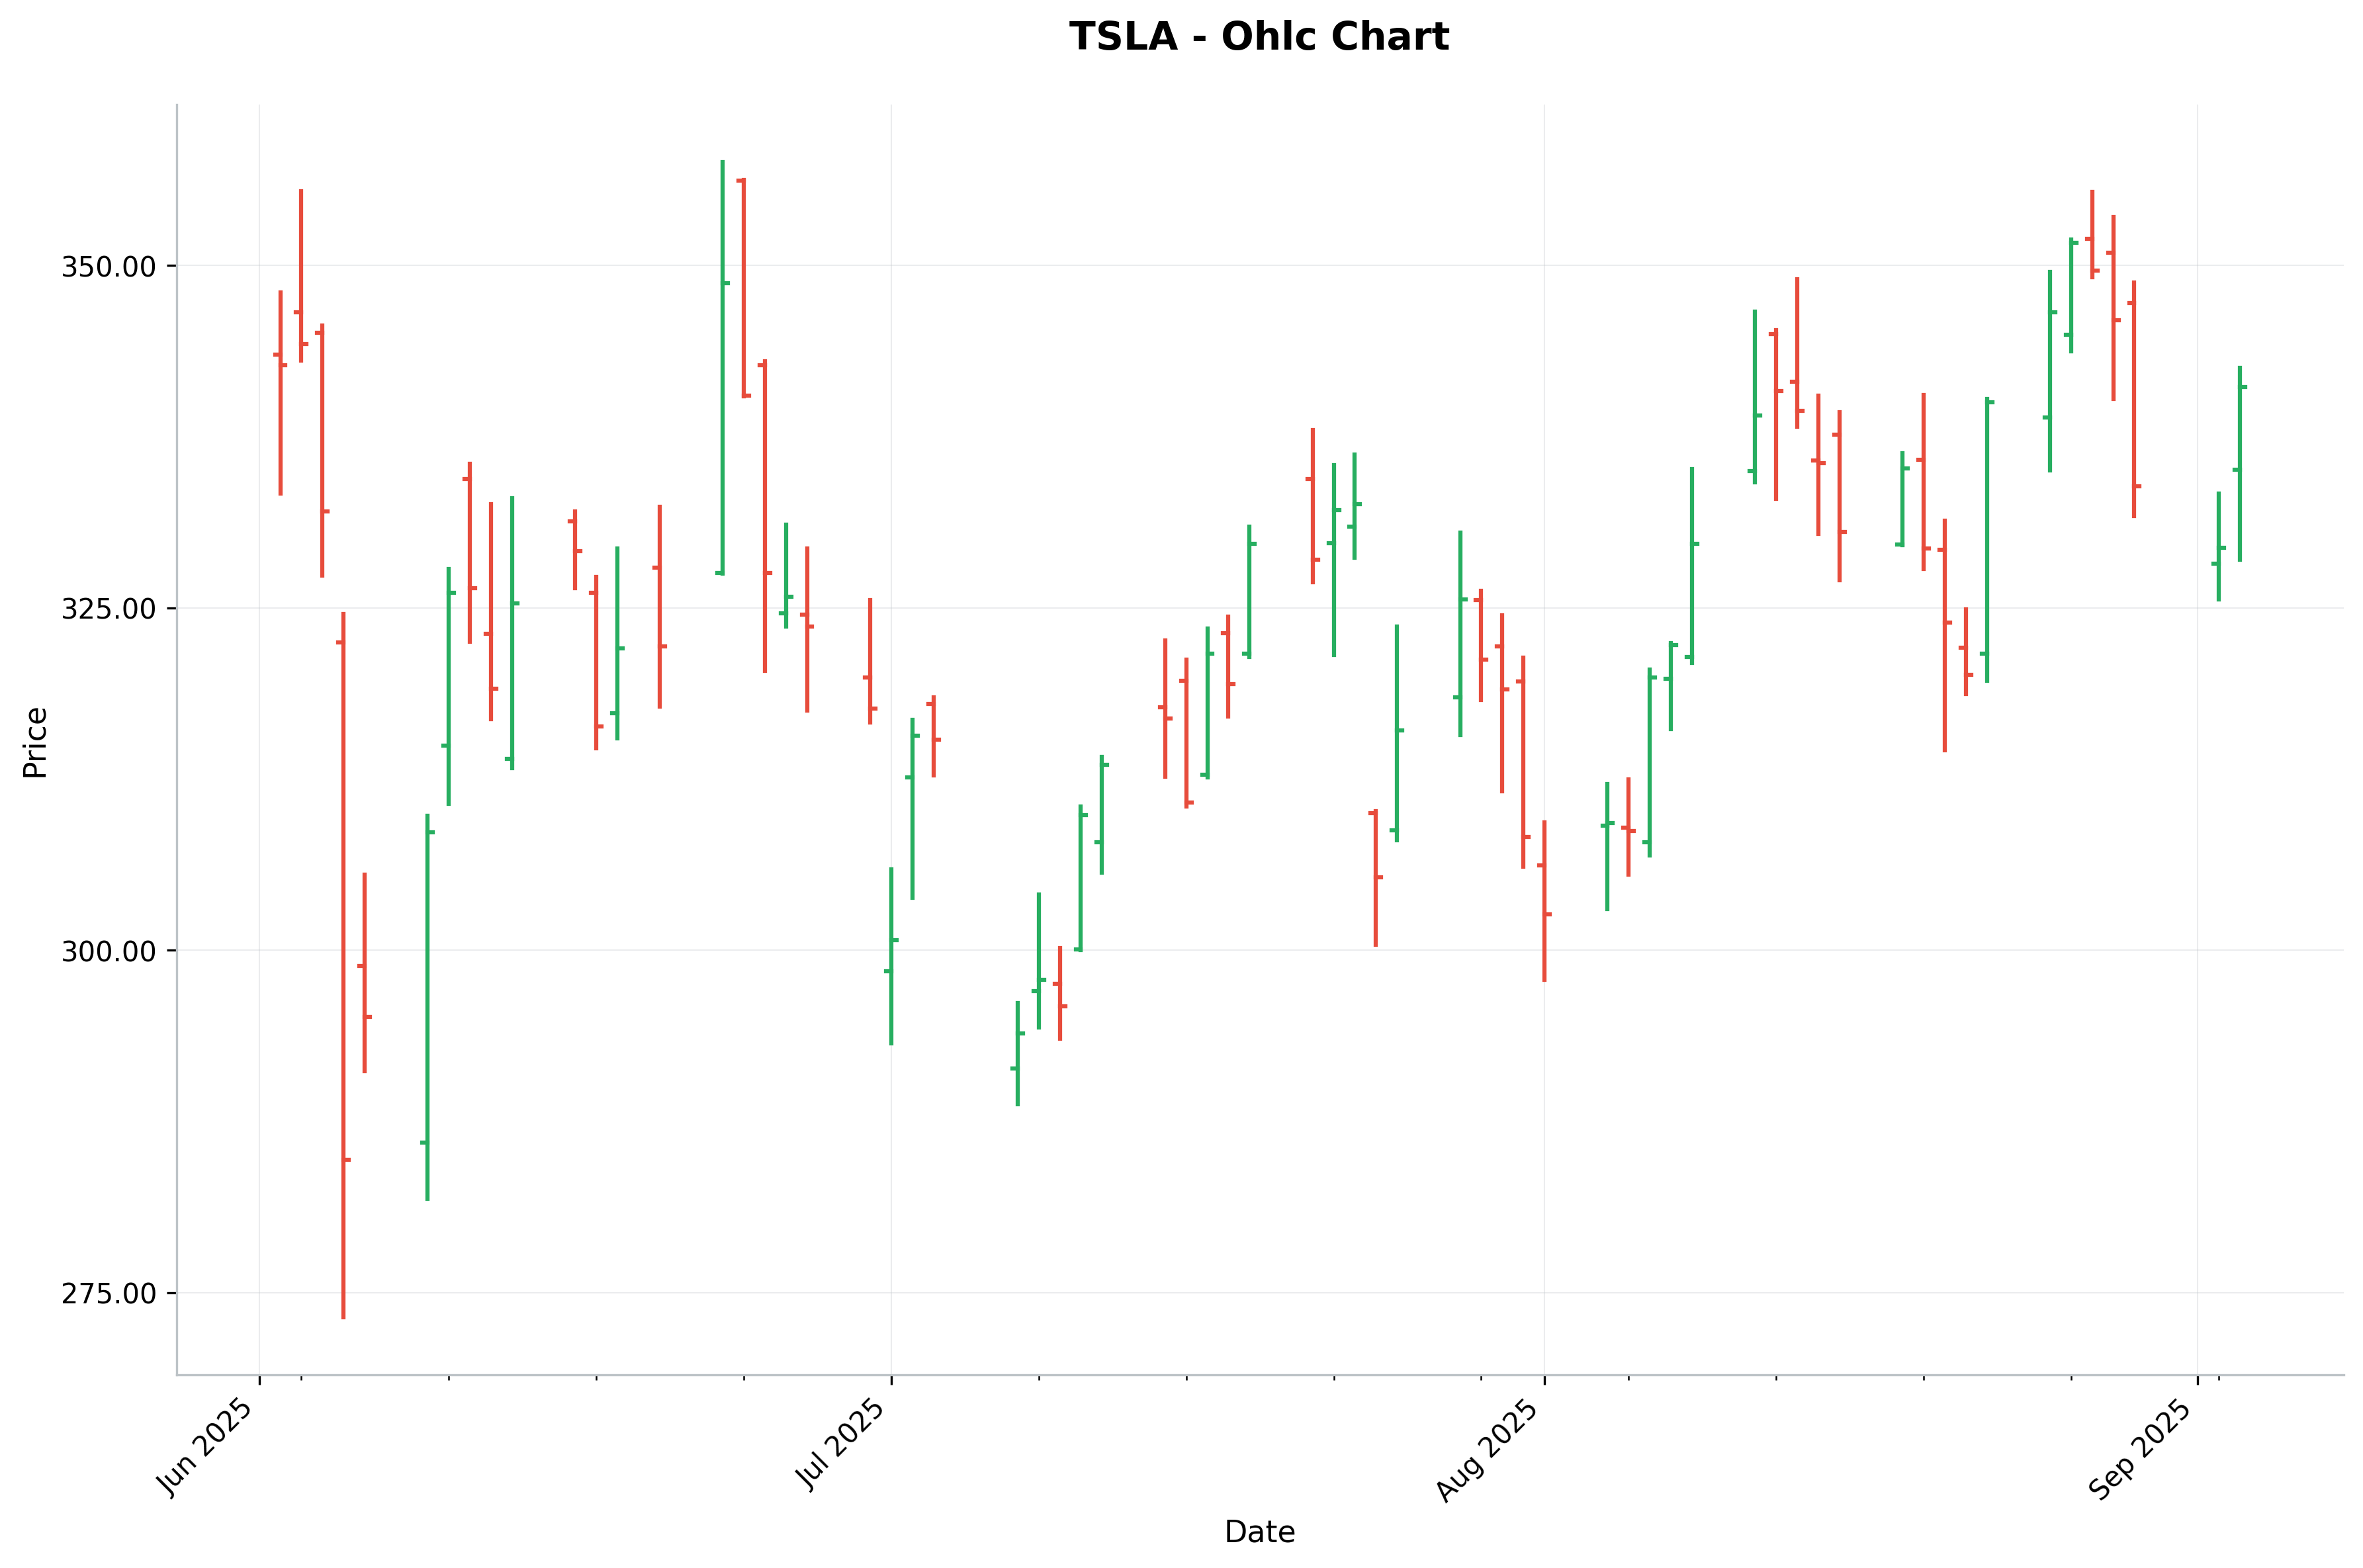 TSLA - Ohlc Chart
350.00
325.00
300.00
275.00
Price
Jun 2025
Jul 2025
Aug 2025
Sep 2025
Date